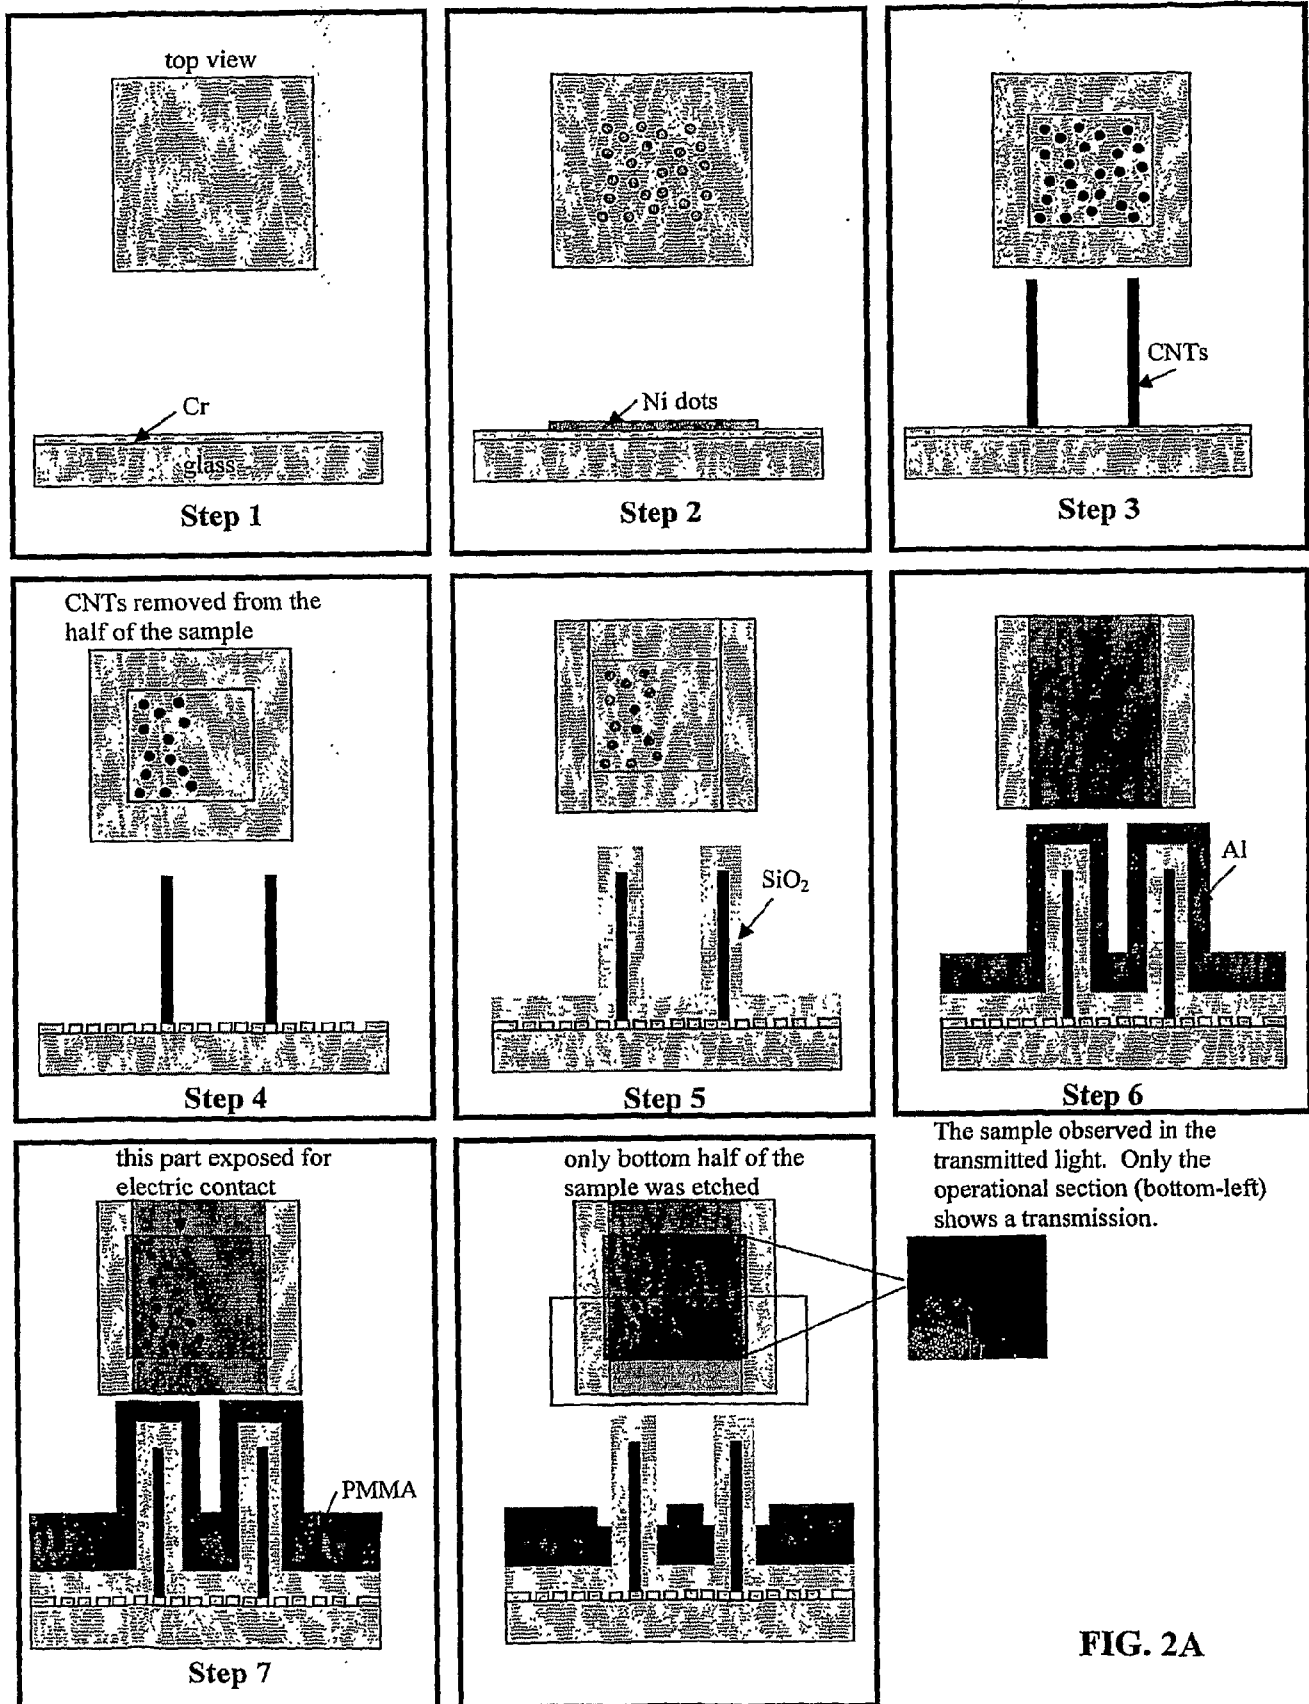 top view
Cr
glass
Step 1
Ni dots
Step 2
CNTs
Step 3
CNTs removed from the
half of the sample
Step 4
SiO₂
Step 5
Al
Step 6
this part exposed for
electric contact
PMMA
Step 7
only bottom half of the
sample was etched
The sample observed in the
transmitted light. Only the
operational section (bottom-left)
shows a transmission.
FIG. 2A